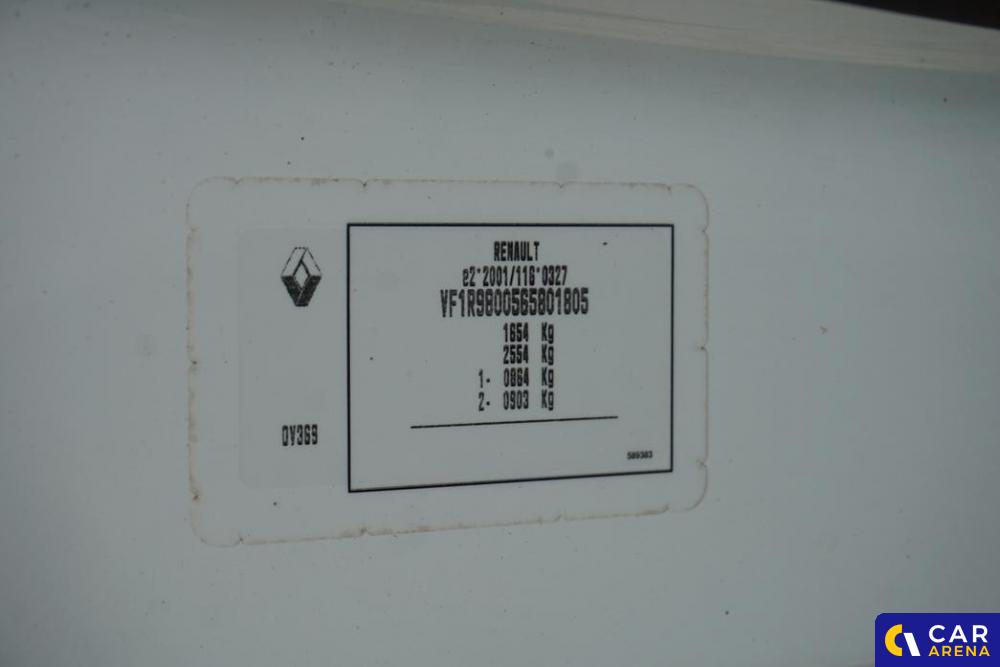 RENAULT
e2*2001/116*0327
VF1R9800565801805
1654 Kg
2554 Kg
1- 0864 Kg
2- 0903 Kg
0V369
589383
CAR
ARENA